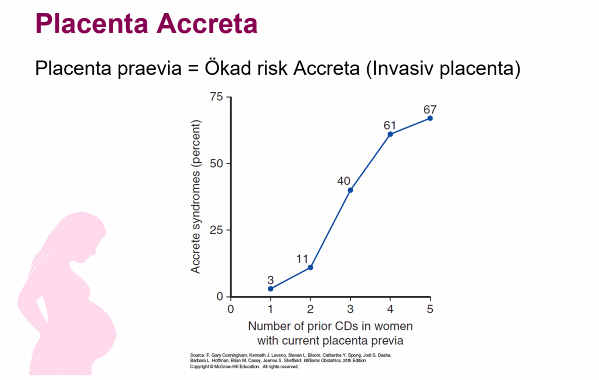 Placenta Accreta
Placenta praevia = Ökad risk Accreta (Invasiv placenta)
75
50
25
0
Accrete syndromes (percent)
3
11
40
61
67
0 1 2 3 4 5
Number of prior CDs in women
with current placenta previa
Source: F. Gary Cunningham, Kenneth J. Leveno, Steven L. Bloom, Catherine Y. Spong, Jodi S. Dashe,
Barbara L. Hoffman, Brian M. Casey, Jeanne S. Sheffield: Williams Obstetrics, 25th Edition
Copyright © McGraw-Hill Education. All rights reserved.